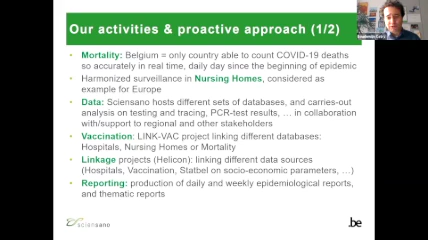 Our activities & proactive approach (1/2)
• Mortality: Belgium = only country able to count COVID-19 deaths
so accurately in real time, daily day since the beginning of epidemic
• Harmonized surveillance in Nursing Homes, considered as
example for Europe
• Data: Sciensano hosts different sets of databases, and carries-out
analysis on testing and tracing, PCR-test results, … in collaboration
with/support to regional and other stakeholders
• Vaccination: LINK-VAC project linking different databases:
Hospitals, Nursing Homes or Mortality
• Linkage projects (Helicon): linking different data sources
(Hospitals, Vaccination, Statbel on socio-economic parameters, …)
• Reporting: production of daily and weekly epidemiological reports,
and thematic reports
sciensano
.be